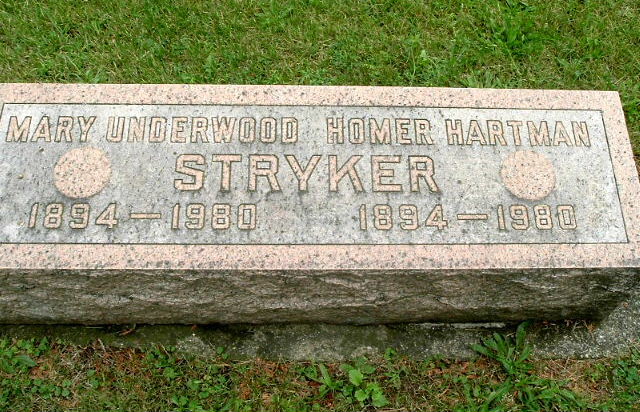 MARY UNDERWOOD HOMER HARTMAN
STRYKER
1894-1980 1894-1980